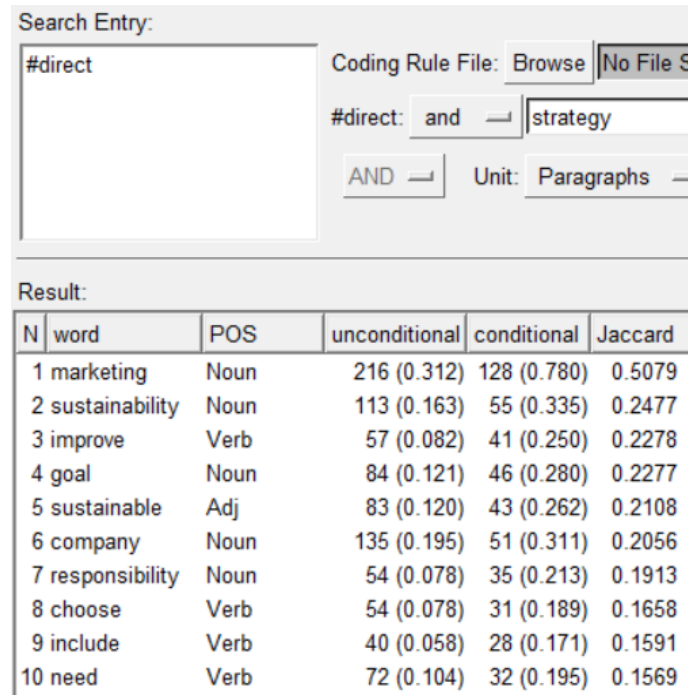 Search Entry:
#direct
Coding Rule File: Browse No File S
#direct: and strategy
AND Unit: Paragraphs
Result:
N word POS unconditional conditional Jaccard
1 marketing Noun 216 (0.312) 128 (0.780) 0.5079
2 sustainability Noun 113 (0.163) 55 (0.335) 0.2477
3 improve Verb 57 (0.082) 41 (0.250) 0.2278
4 goal Noun 84 (0.121) 46 (0.280) 0.2277
5 sustainable Adj 83 (0.120) 43 (0.262) 0.2108
6 company Noun 135 (0.195) 51 (0.311) 0.2056
7 responsibility Noun 54 (0.078) 35 (0.213) 0.1913
8 choose Verb 54 (0.078) 31 (0.189) 0.1658
9 include Verb 40 (0.058) 28 (0.171) 0.1591
10 need Verb 72 (0.104) 32 (0.195) 0.1569